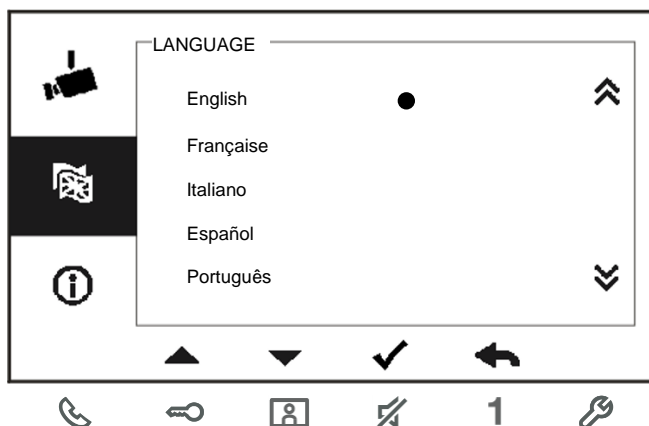 LANGUAGE
English
Française
Italiano
Español
Português
1